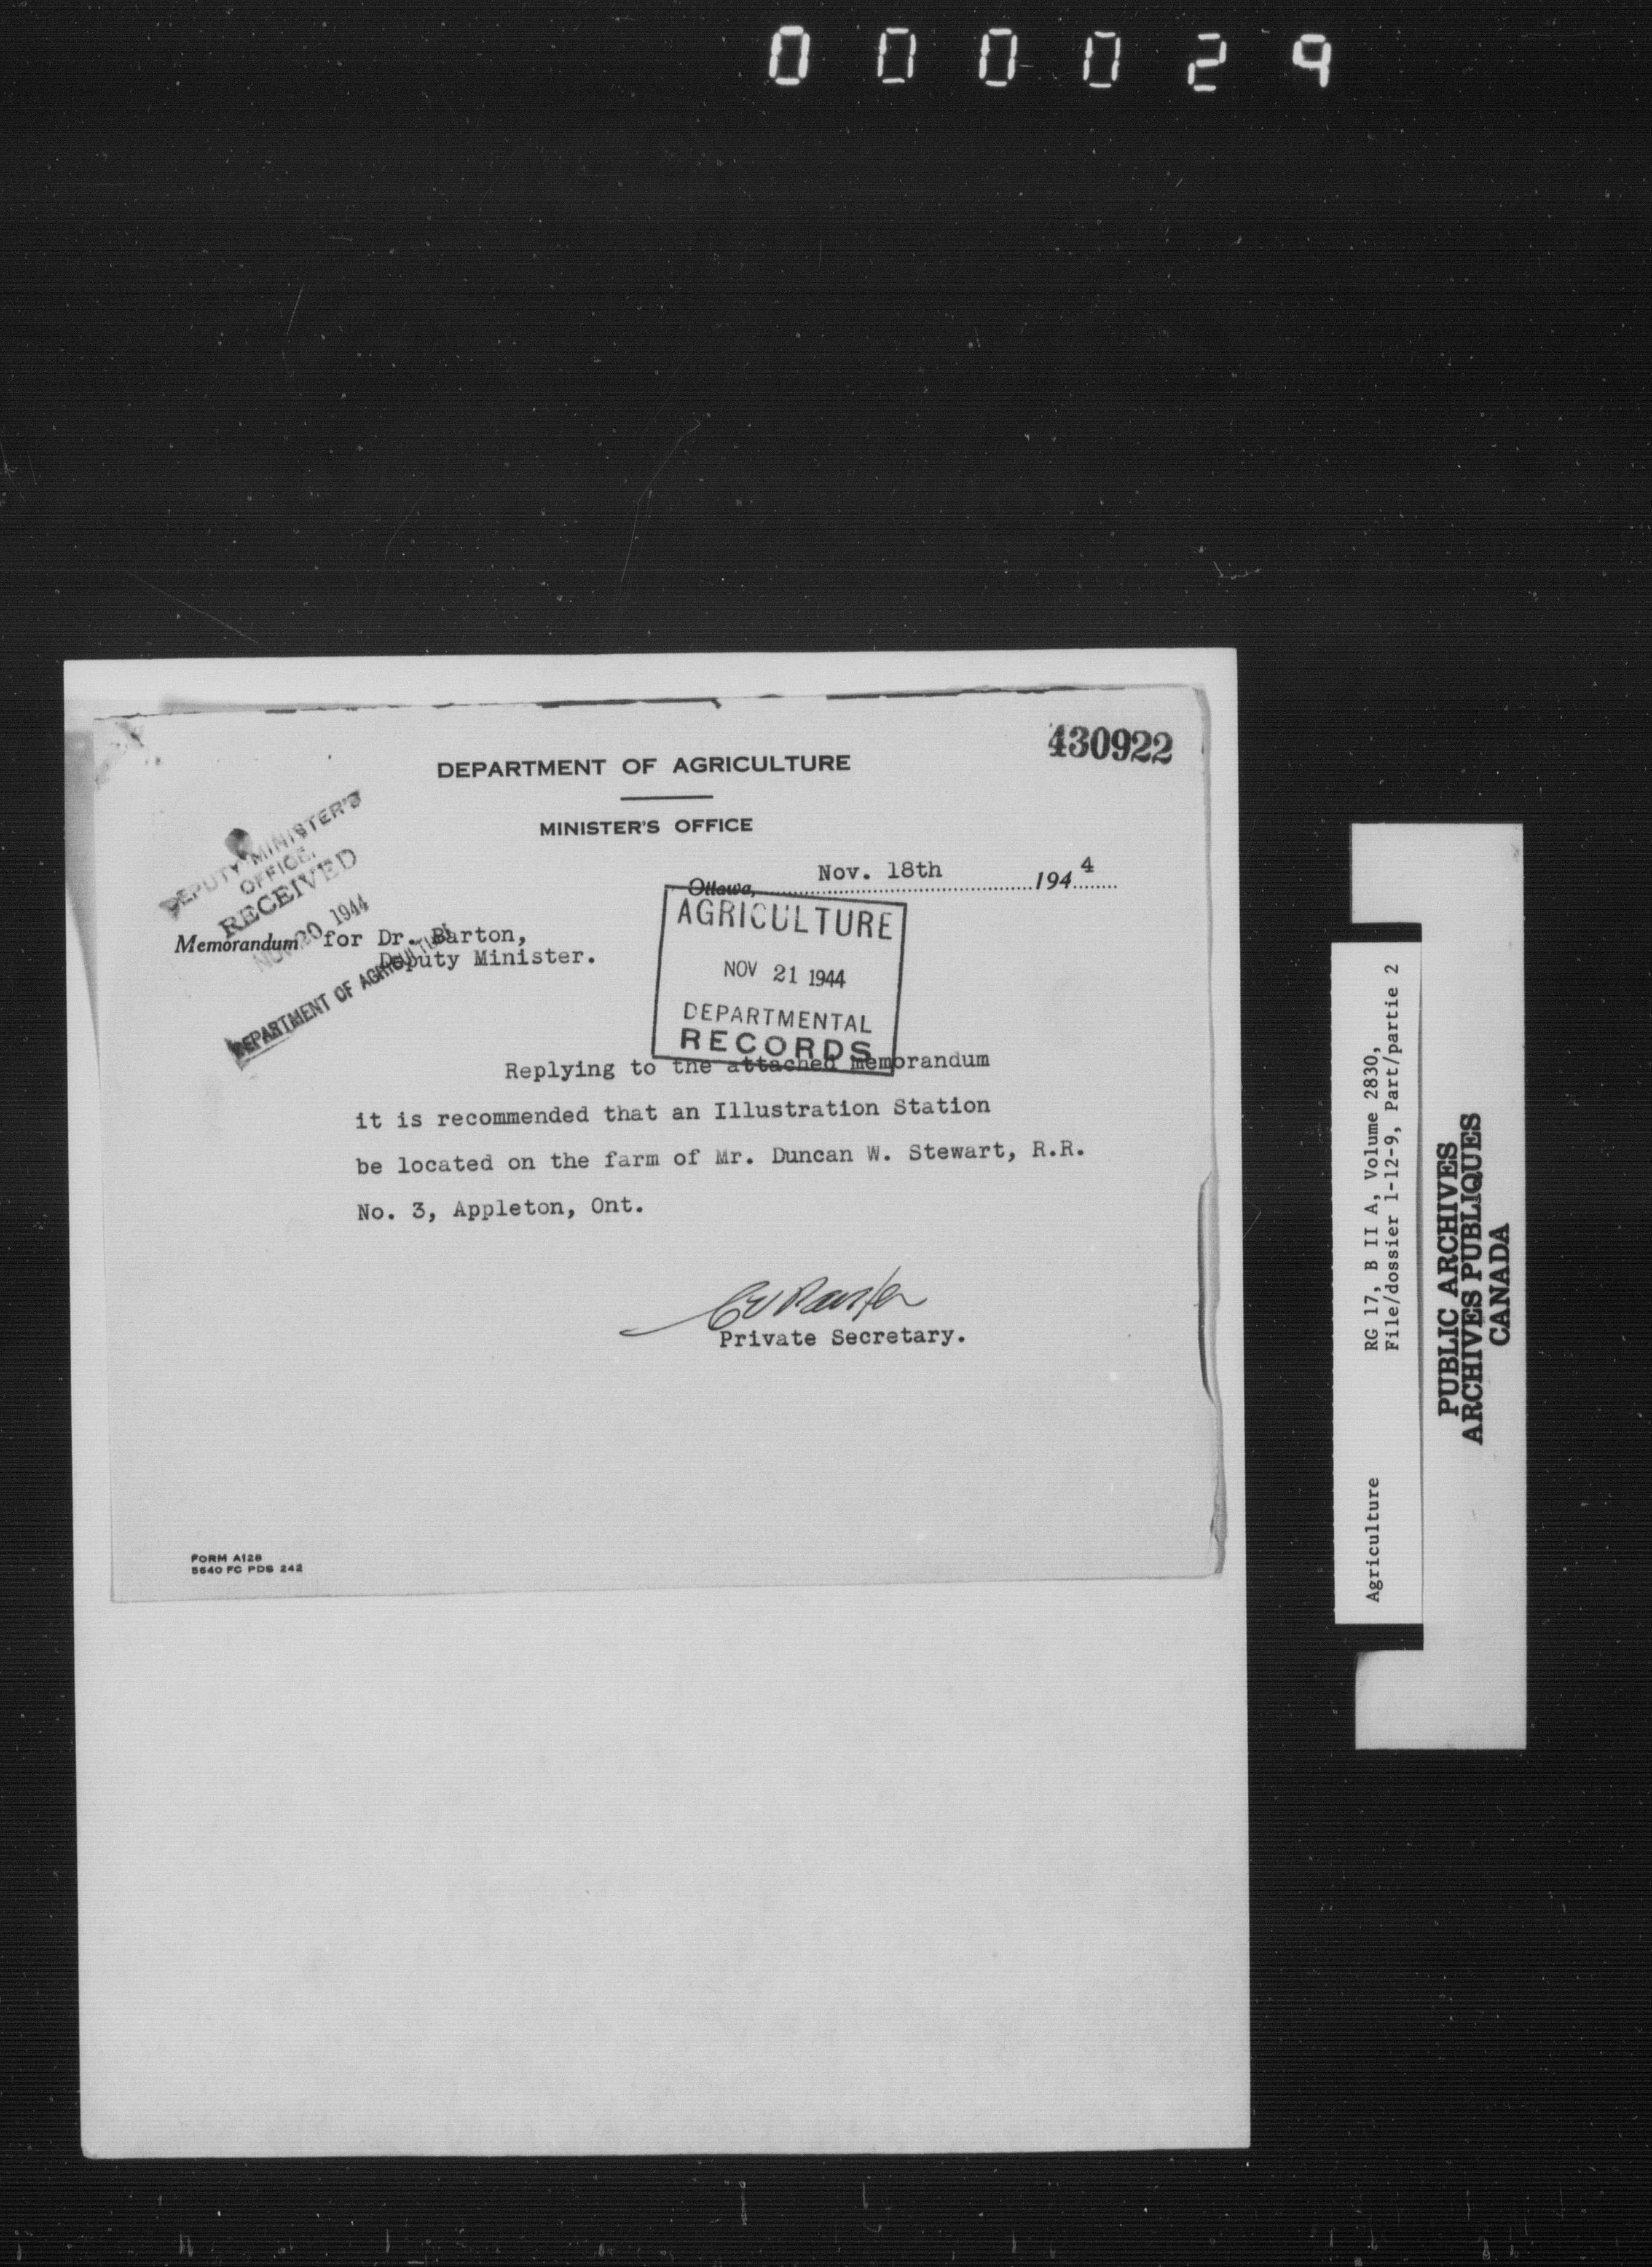 000029
430922
DEPARTMENT OF AGRICULTURE
MINISTER'S OFFICE
DEPUTY MINISTER'S
OFFICE.
RECEIVED
NOV 20 1944
DEPARTMENT OF AGRICULTURE
Ottawa, Nov. 18th 1944
Memorandum for Dr. Barton,
Deputy Minister.
AGRICULTURE
NOV 21 1944
DEPARTMENTAL
RECORDS
Replying to the attached memorandum
it is recommended that an Illustration Station
be located on the farm of Mr. Duncan W. Stewart, R.R.
No. 3, Appleton, Ont.
Private Secretary.
FORM A128
5640 FC PDS 242
Agriculture RG 17, B II A, Volume 2830,
File/dossier 1-12-9, Part/partie 2
PUBLIC ARCHIVES
ARCHIVES PUBLIQUES
CANADA